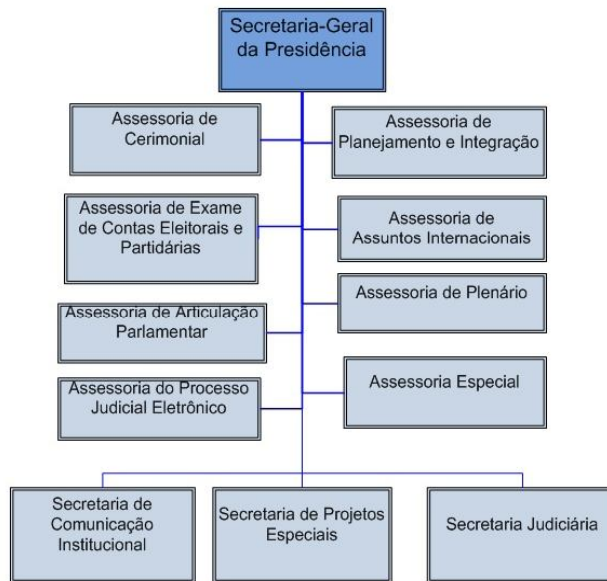 Secretaria-Geral
da Presidência
Assessoria de
Cerimonial
Assessoria de
Planejamento e Integração
Assessoria de Exame
de Contas Eleitorais e
Partidárias
Assessoria de
Assuntos Internacionais
Assessoria de Articulação
Parlamentar
Assessoria de Plenário
Assessoria do Processo
Judicial Eletrônico
Assessoria Especial
Secretaria de
Comunicação
Institucional
Secretaria de Projetos
Especiais
Secretaria Judiciária